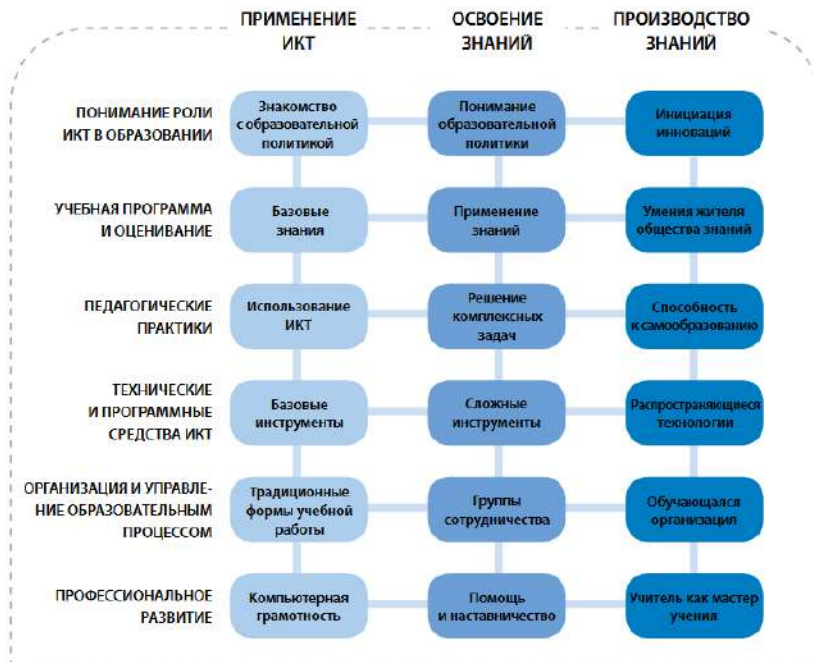 ПРИМЕНЕНИЕ
ИКТ
ОСВОЕНИЕ
ЗНАНИЙ
ПРОИЗВОДСТВО
ЗНАНИЙ
ПОНИМАНИЕ РОЛИ
ИКТ В ОБРАЗОВАНИИ
Знакомство
с образовательной
политикой
Понимание
образовательной
политики
Инициация
инноваций
УЧЕБНАЯ ПРОГРАММА
И ОЦЕНИВАНИЕ
Базовые
знания
Применение
знаний
Умения жителя
общества знаний
ПЕДАГОГИЧЕСКИЕ
ПРАКТИКИ
Использование
ИКТ
Решение
комплексных
задач
Способность
к самообразованию
ТЕХНИЧЕСКИЕ
И ПРОГРАММНЫЕ
СРЕДСТВА ИКТ
Базовые
инструменты
Сложные
инструменты
Распространяющиеся
технологии
ОРГАНИЗАЦИЯ И УПРАВЛЕ-
НИЕ ОБРАЗОВАТЕЛЬНЫМ
ПРОЦЕССОМ
Традиционные
формы учебной
работы
Группы
сотрудничества
Обучающаяся
организация
ПРОФЕССИОНАЛЬНОЕ
РАЗВИТИЕ
Компьютерная
грамотность
Помощь
и наставничество
Учитель как мастер
учения